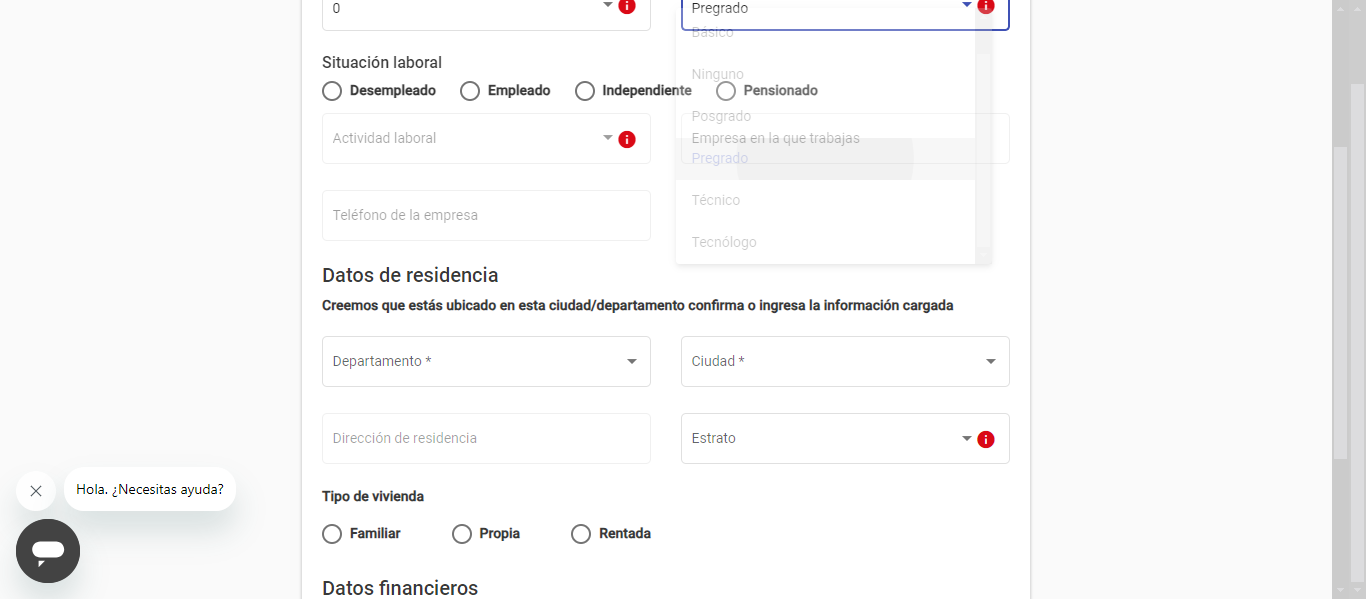 0
Pregrado
Básico
Situación laboral
Ninguno
Desempleado Empleado Independiente Pensionado
Posgrado
Actividad laboral
Empresa en la que trabajas
Pregrado
Técnico
Teléfono de la empresa
Tecnólogo
Datos de residencia
Creemos que estás ubicado en esta ciudad/departamento confirma o ingresa la información cargada
Departamento * Ciudad *
Dirección de residencia Estrato
Hola. ¿Necesitas ayuda?
Tipo de vivienda
Familiar Propia Rentada
Datos financieros